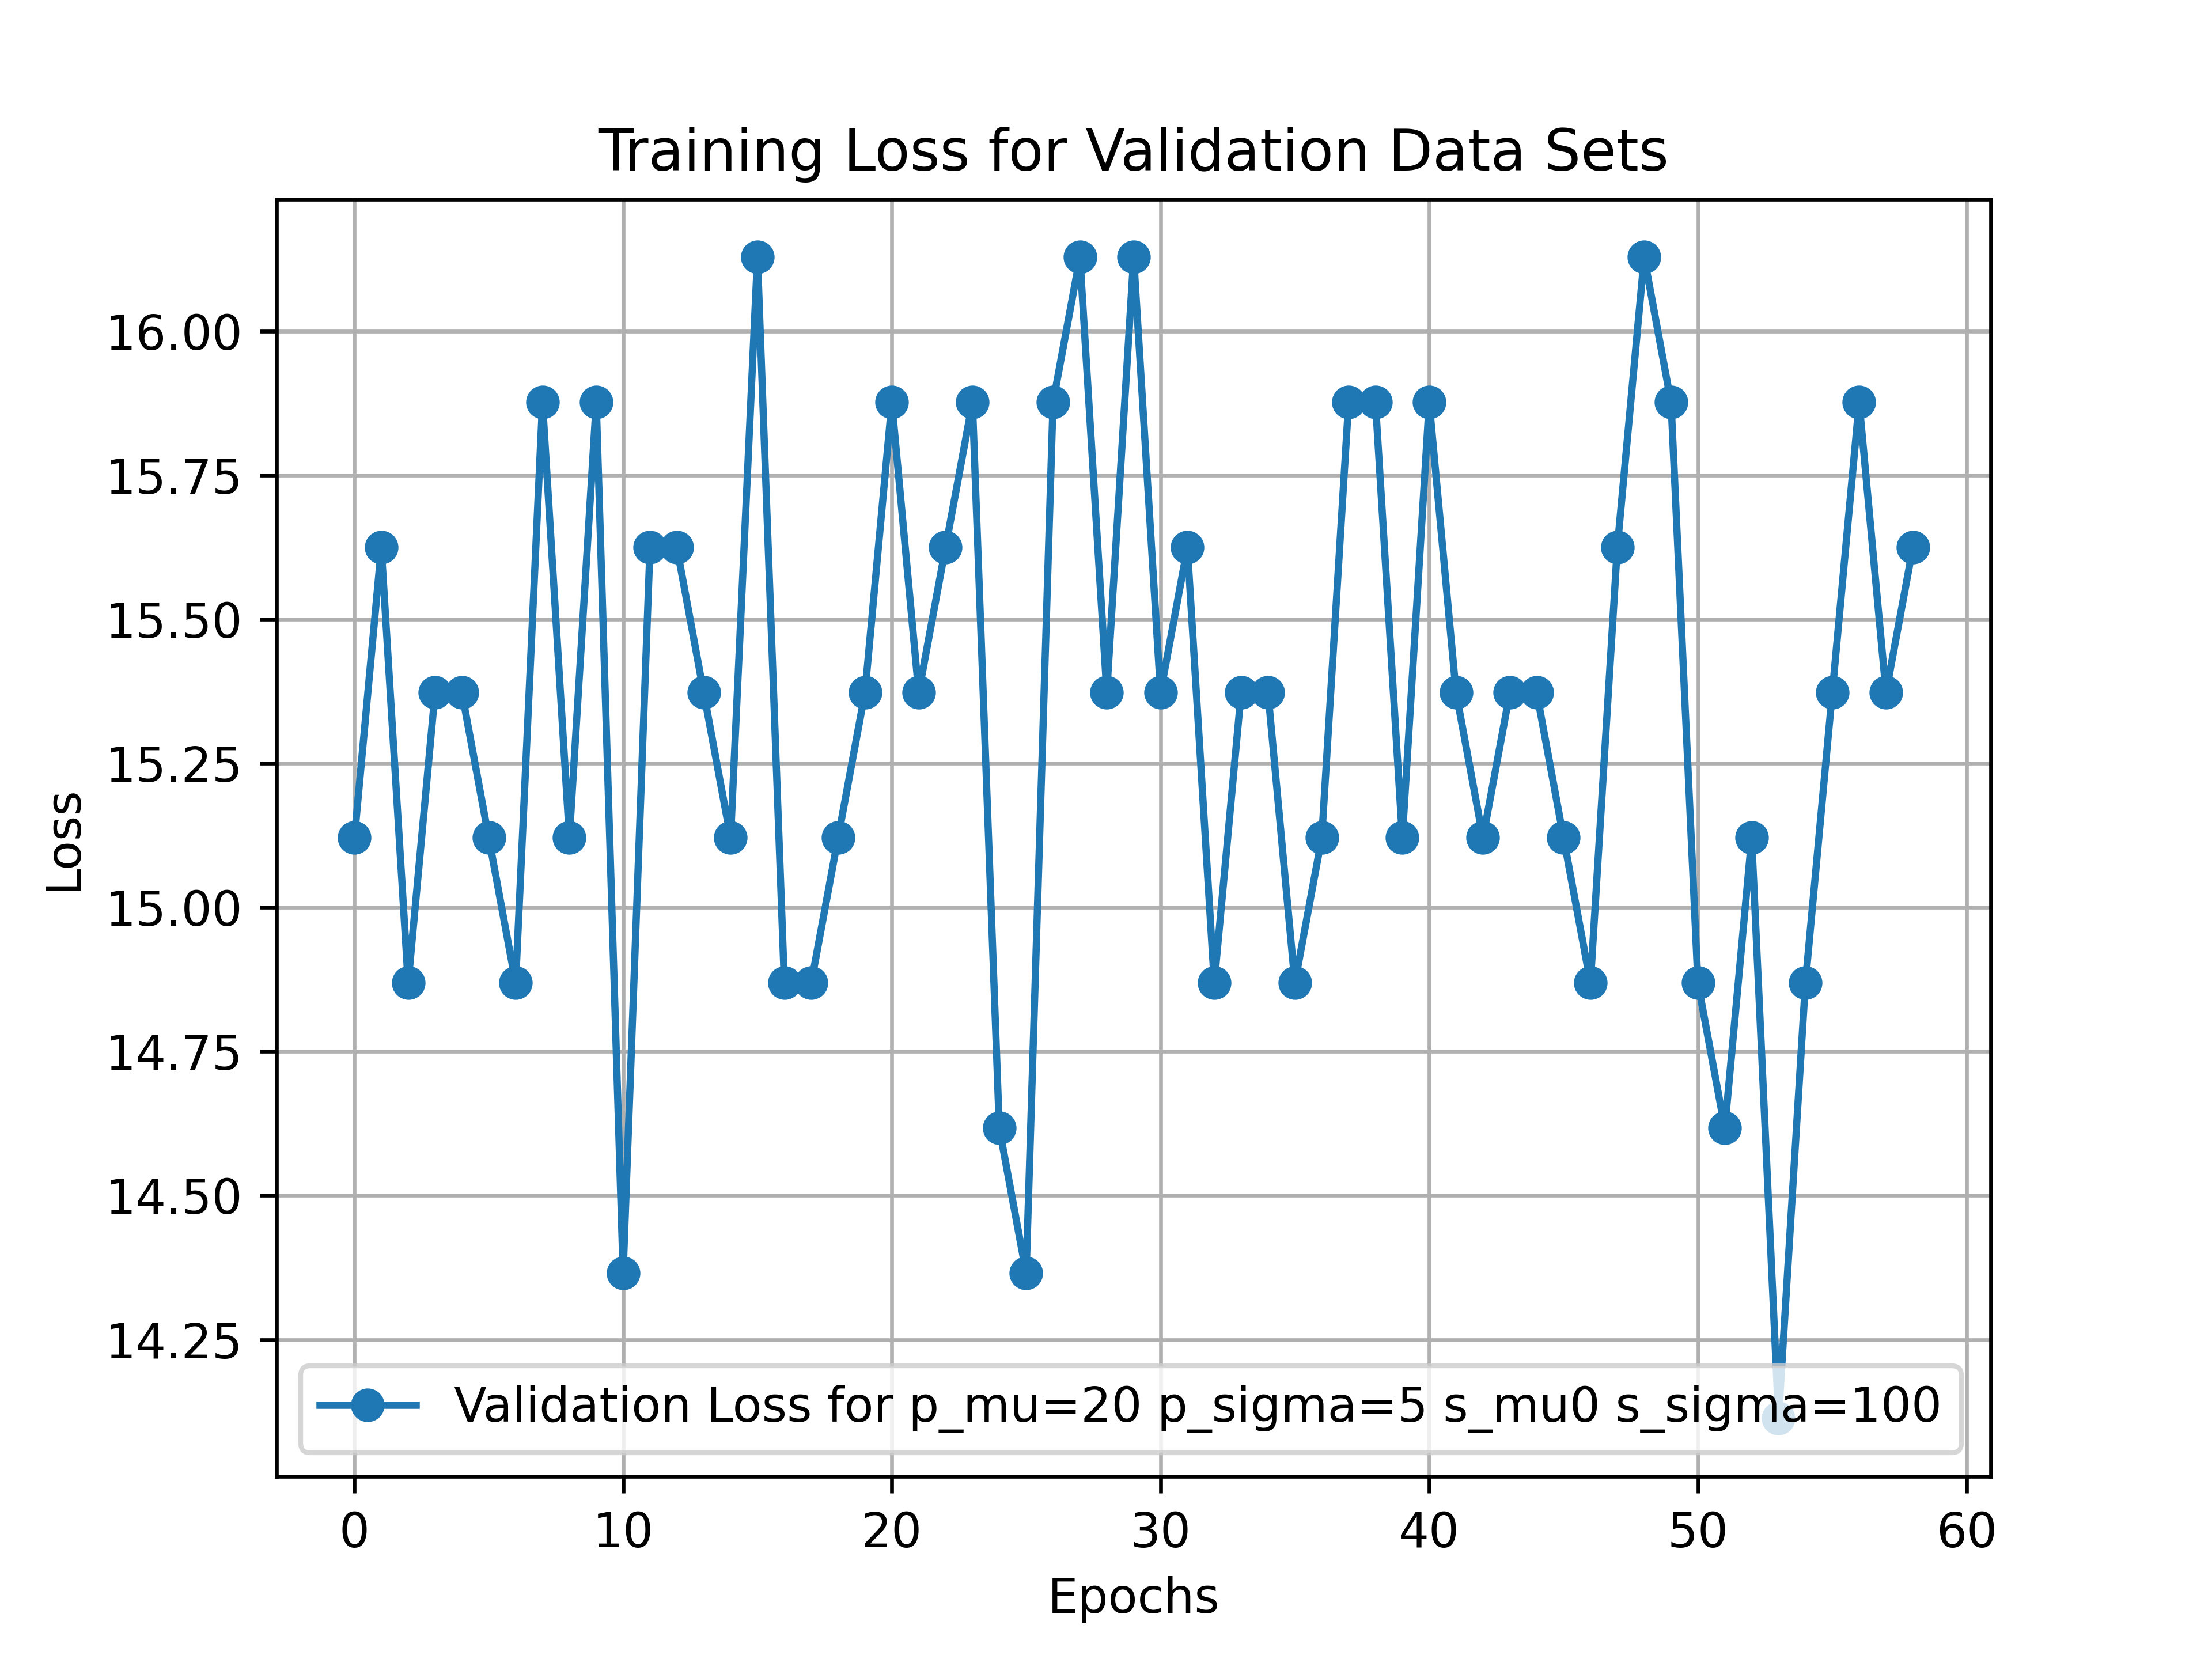 Training Loss for Validation Data Sets
16.00
15.75
15.50
15.25
15.00
14.75
14.50
14.25
Loss
Validation Loss for p_mu=20 p_sigma=5 s_mu0 s_sigma=100
0 10 20 30 40 50 60
Epochs